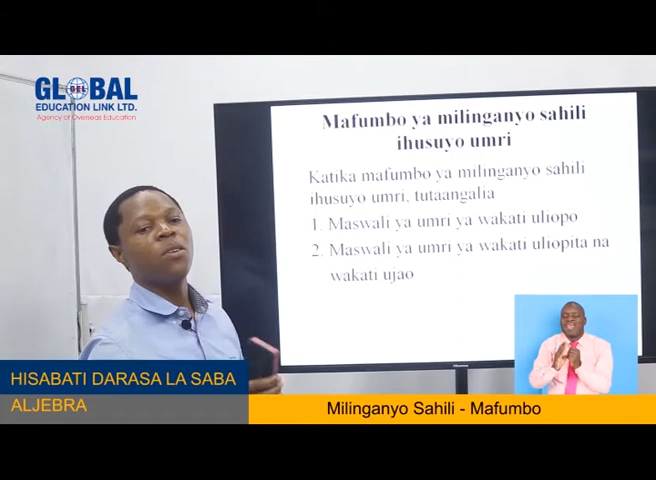 GLOBAL
GEL
EDUCATION LINK LTD.
Agency of Overseas Education
Mafumbo ya milinganyo sahili
ihusuyo umri
Katika mafumbo ya milinganyo sahili
ihusuyo umri, tutaangalia
1. Maswali ya umri ya wakati uliopo
2. Maswali ya umri ya wakati uliopita na
wakati ujao
HISABATI DARASA LA SABA
ALJEBRA
Milinganyo Sahili - Mafumbo